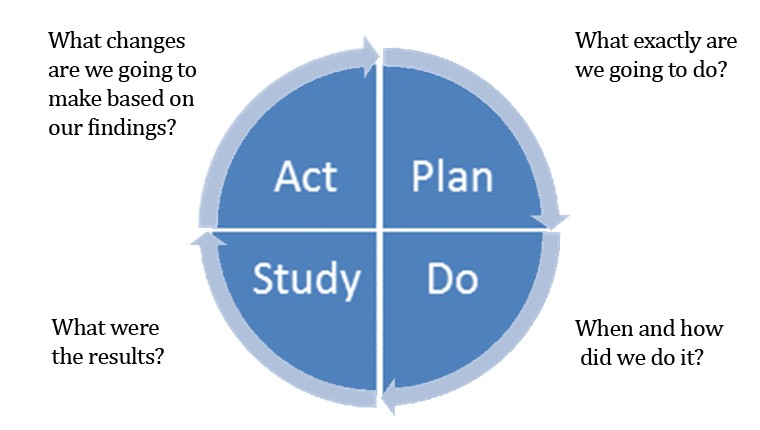 What changes
are we going to
make based on
our findings?
What exactly are
we going to do?
Act
Plan
Study
Do
What were
the results?
When and how
did we do it?